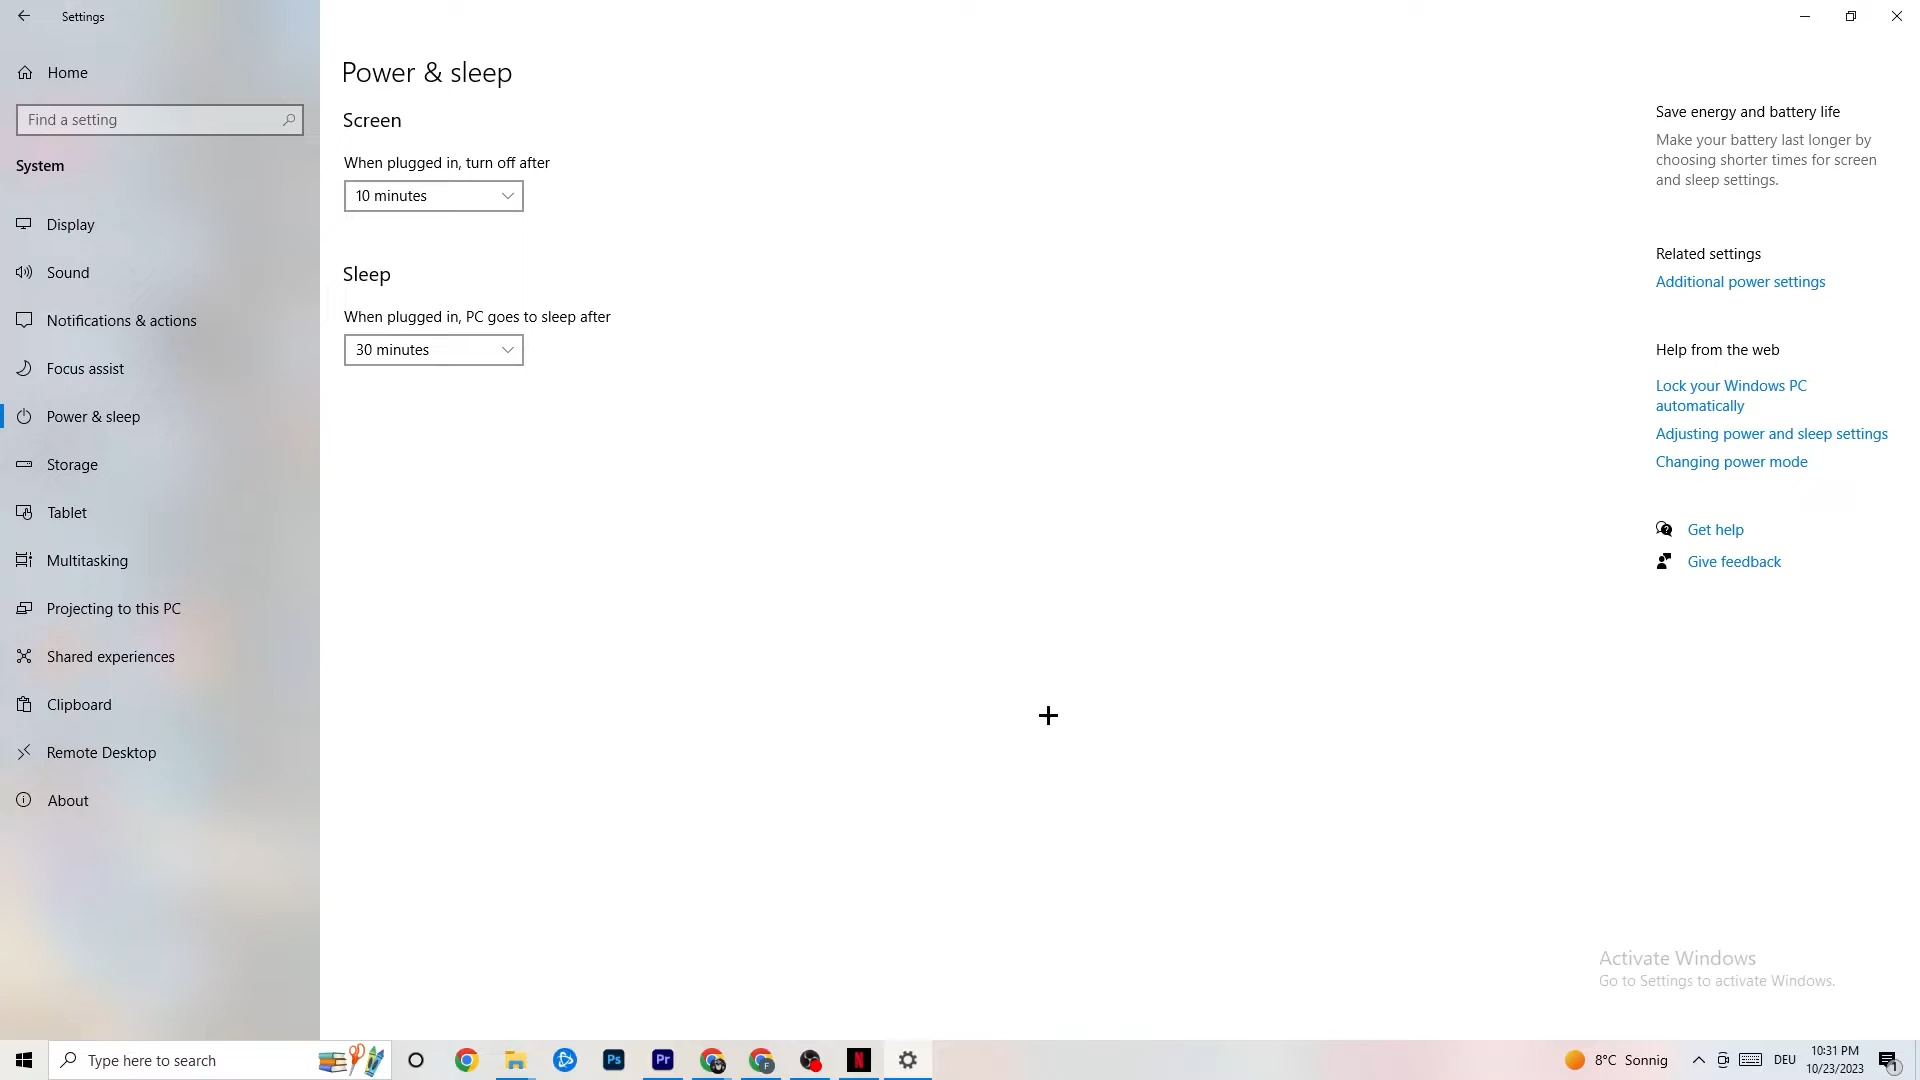 Settings
Home
Find a setting
System
Display
Sound
Notifications & actions
Focus assist
Power & sleep
Storage
Tablet
Multitasking
Projecting to this PC
Shared experiences
Clipboard
Remote Desktop
About
Power & sleep
Screen
When plugged in, turn off after
10 minutes
Sleep
When plugged in, PC goes to sleep after
30 minutes
Save energy and battery life
Make your battery last longer by
choosing shorter times for screen
and sleep settings.
Related settings
Additional power settings
Help from the web
Lock your Windows PC
automatically
Adjusting power and sleep settings
Changing power mode
Get help
Give feedback
Activate Windows
Go to Settings to activate Windows.
Type here to search
Ps
Pr
F
N
8°C Sonnig
DEU
10:31 PM
10/23/2023
1